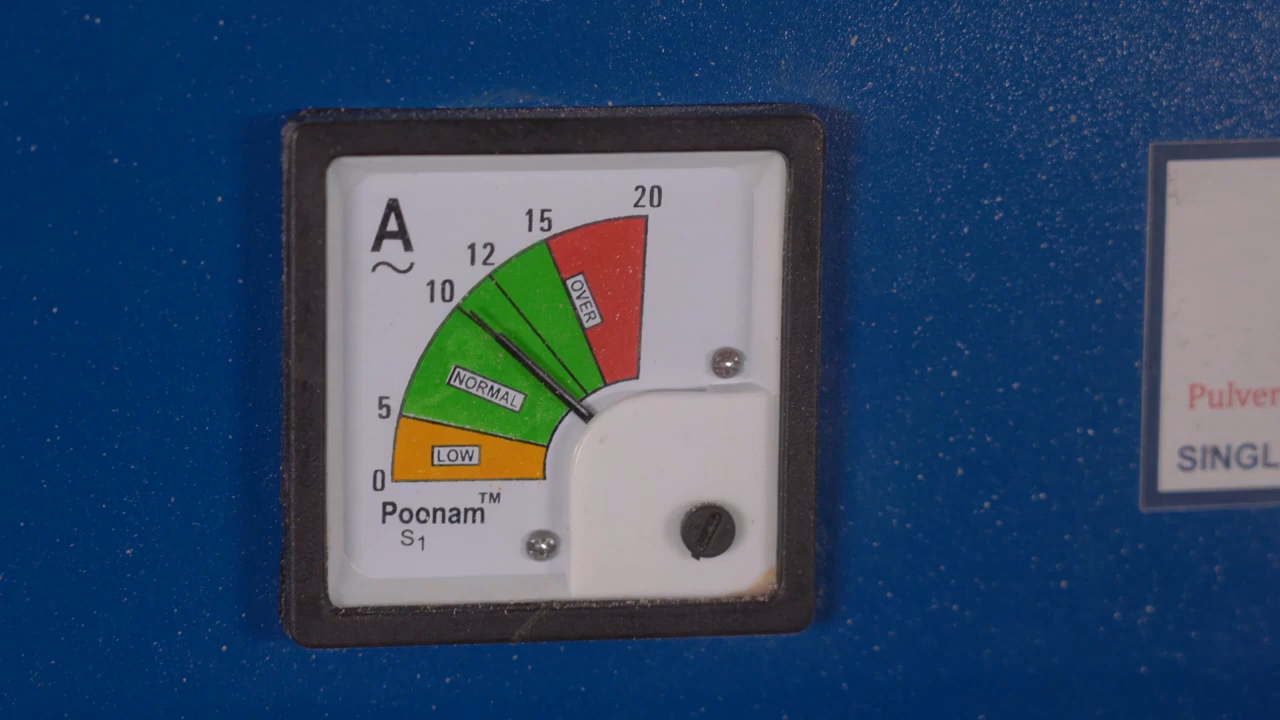 A
20
15
12
10
OVER
NORMAL
5
LOW
0
Poonam™
S1
Pulver
SINGL